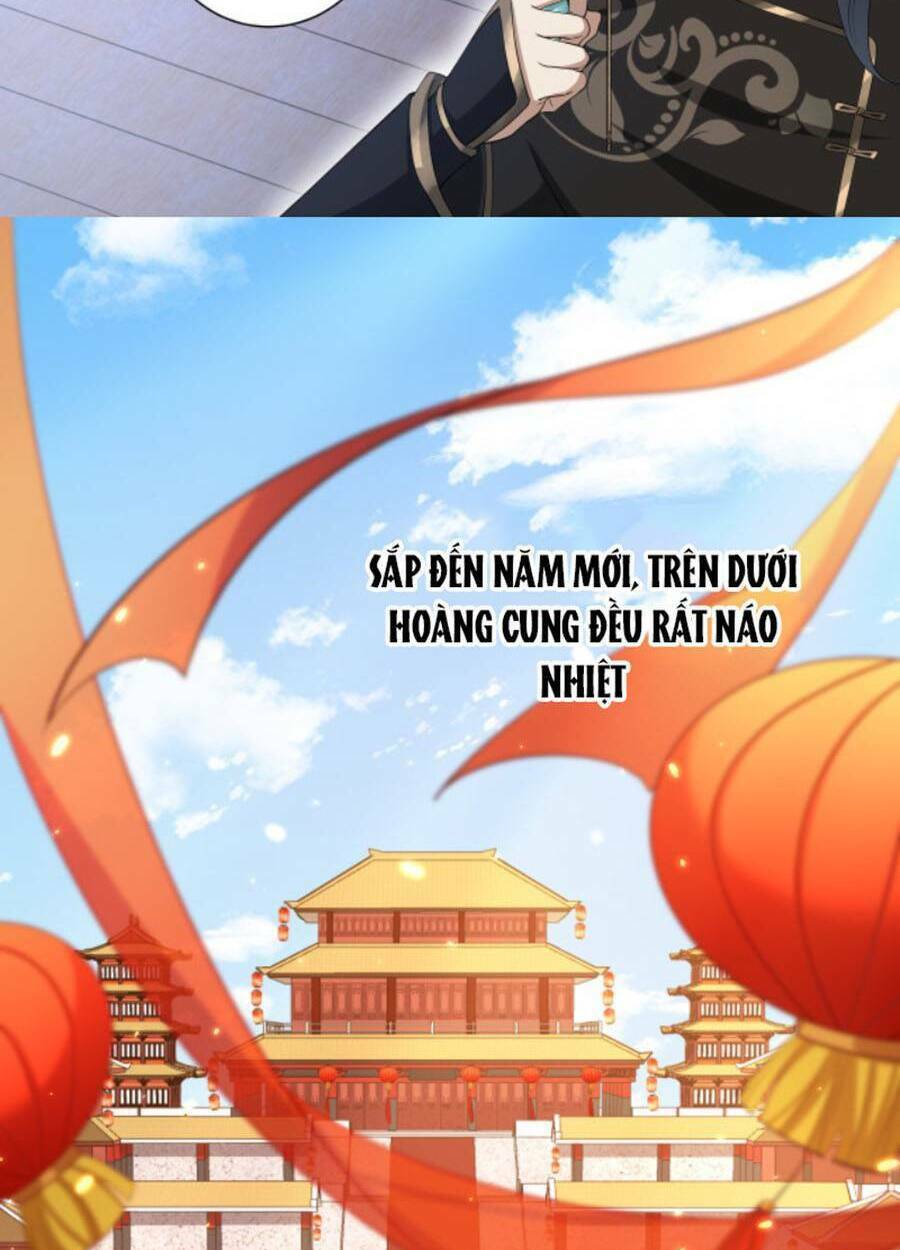 SẮP ĐẾN NĂM MỚI, TRÊN DƯỚI
HOÀNG CUNG ĐỀU RẤT NÁO
NHIỆT